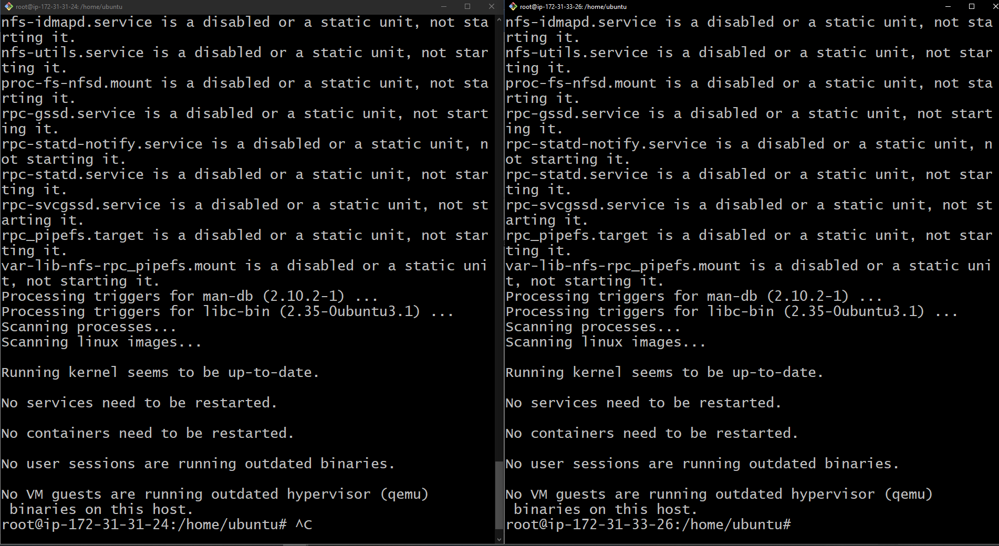 root@ip-172-31-31-24: /home/ubuntu
nfs-idmapd.service is a disabled or a static unit, not sta
rting it.
nfs-utils.service is a disabled or a static unit, not star
ting it.
proc-fs-nfsd.mount is a disabled or a static unit, not sta
rting it.
rpc-gssd.service is a disabled or a static unit, not start
ing it.
rpc-statd-notify.service is a disabled or a static unit, n
ot starting it.
rpc-statd.service is a disabled or a static unit, not star
ting it.
rpc-svcgssd.service is a disabled or a static unit, not st
arting it.
rpc_pipefs.target is a disabled or a static unit, not star
ting it.
var-lib-nfs-rpc_pipefs.mount is a disabled or a static uni
t, not starting it.
Processing triggers for man-db (2.10.2-1) ...
Processing triggers for libc-bin (2.35-0ubuntu3.1) ...
Scanning processes...
Scanning linux images...
Running kernel seems to be up-to-date.
No services need to be restarted.
No containers need to be restarted.
No user sessions are running outdated binaries.
No VM guests are running outdated hypervisor (qemu)
 binaries on this host.
root@ip-172-31-31-24:/home/ubuntu# ^C
root@ip-172-31-33-26: /home/ubuntu
nfs-idmapd.service is a disabled or a static unit, not sta
rting it.
nfs-utils.service is a disabled or a static unit, not star
ting it.
proc-fs-nfsd.mount is a disabled or a static unit, not sta
rting it.
rpc-gssd.service is a disabled or a static unit, not start
ing it.
rpc-statd-notify.service is a disabled or a static unit, n
ot starting it.
rpc-statd.service is a disabled or a static unit, not star
ting it.
rpc-svcgssd.service is a disabled or a static unit, not st
arting it.
rpc_pipefs.target is a disabled or a static unit, not star
ting it.
var-lib-nfs-rpc_pipefs.mount is a disabled or a static uni
t, not starting it.
Processing triggers for man-db (2.10.2-1) ...
Processing triggers for libc-bin (2.35-0ubuntu3.1) ...
Scanning processes...
Scanning linux images...
Running kernel seems to be up-to-date.
No services need to be restarted.
No containers need to be restarted.
No user sessions are running outdated binaries.
No VM guests are running outdated hypervisor (qemu)
 binaries on this host.
root@ip-172-31-33-26:/home/ubuntu#